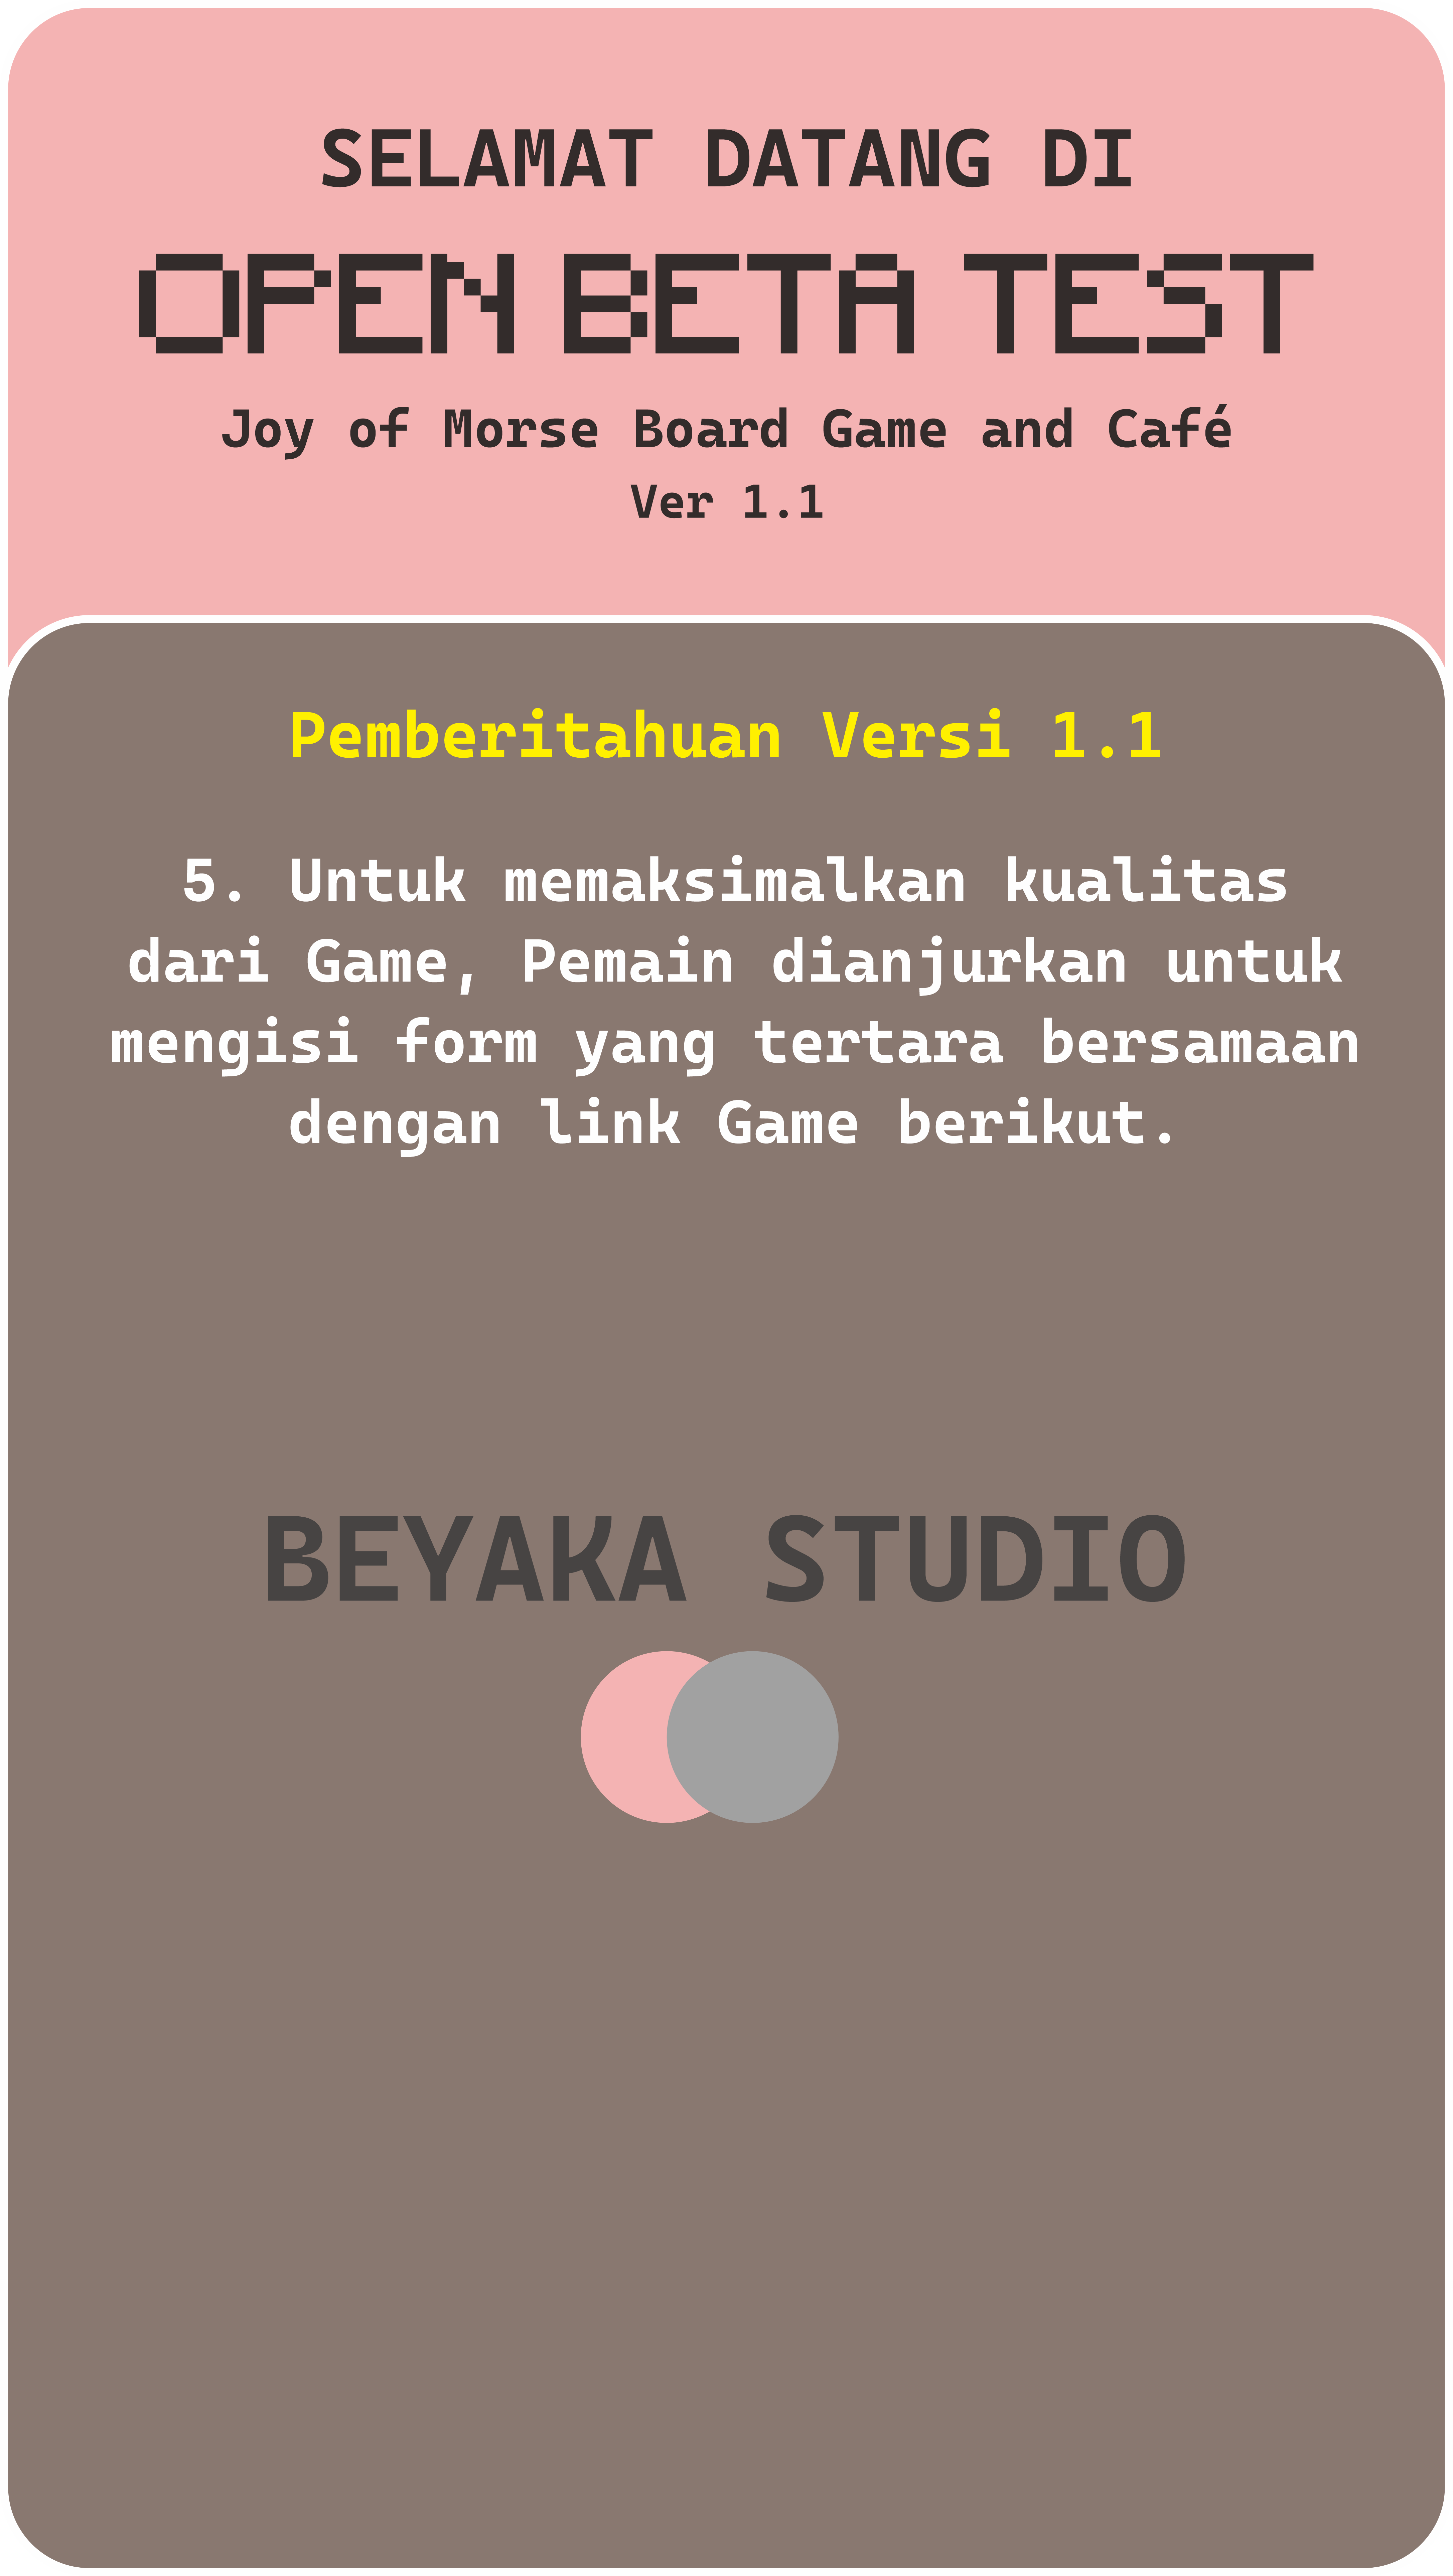 SELAMAT DATANG DI
OPEN BETA TEST
Joy of Morse Board Game and Café
Ver 1.1
Pemberitahuan Versi 1.1
5. Untuk memaksimalkan kualitas
dari Game, Pemain dianjurkan untuk
mengisi form yang tertara bersamaan
dengan link Game berikut.
BEYAKA STUDIO